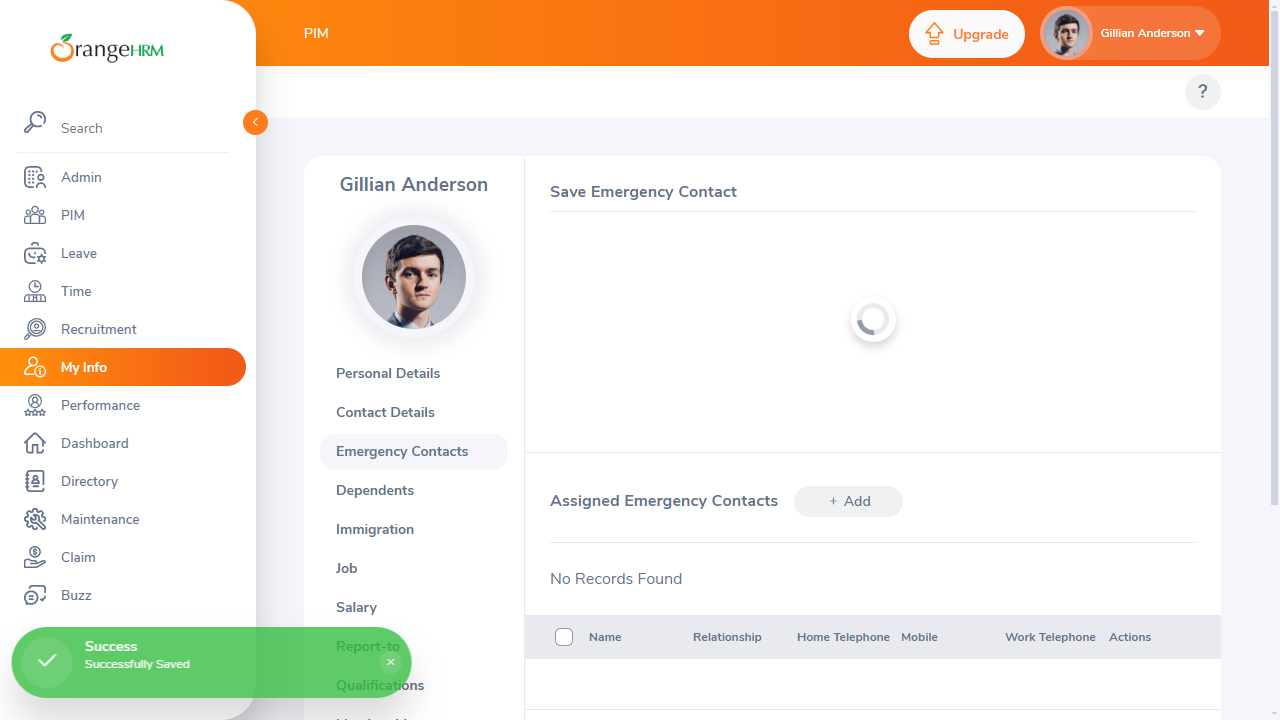 OrangeHRM
Search
Admin
PIM
Leave
Time
Recruitment
My Info
Performance
Dashboard
Directory
Maintenance
Claim
Buzz
PIM
Upgrade
Gillian Anderson
?
Gillian Anderson
Personal Details
Contact Details
Emergency Contacts
Dependents
Immigration
Job
Salary
Report-to
Qualifications
Save Emergency Contact
Assigned Emergency Contacts
+ Add
No Records Found
Name Relationship Home Telephone Mobile Work Telephone Actions
Success
Successfully Saved